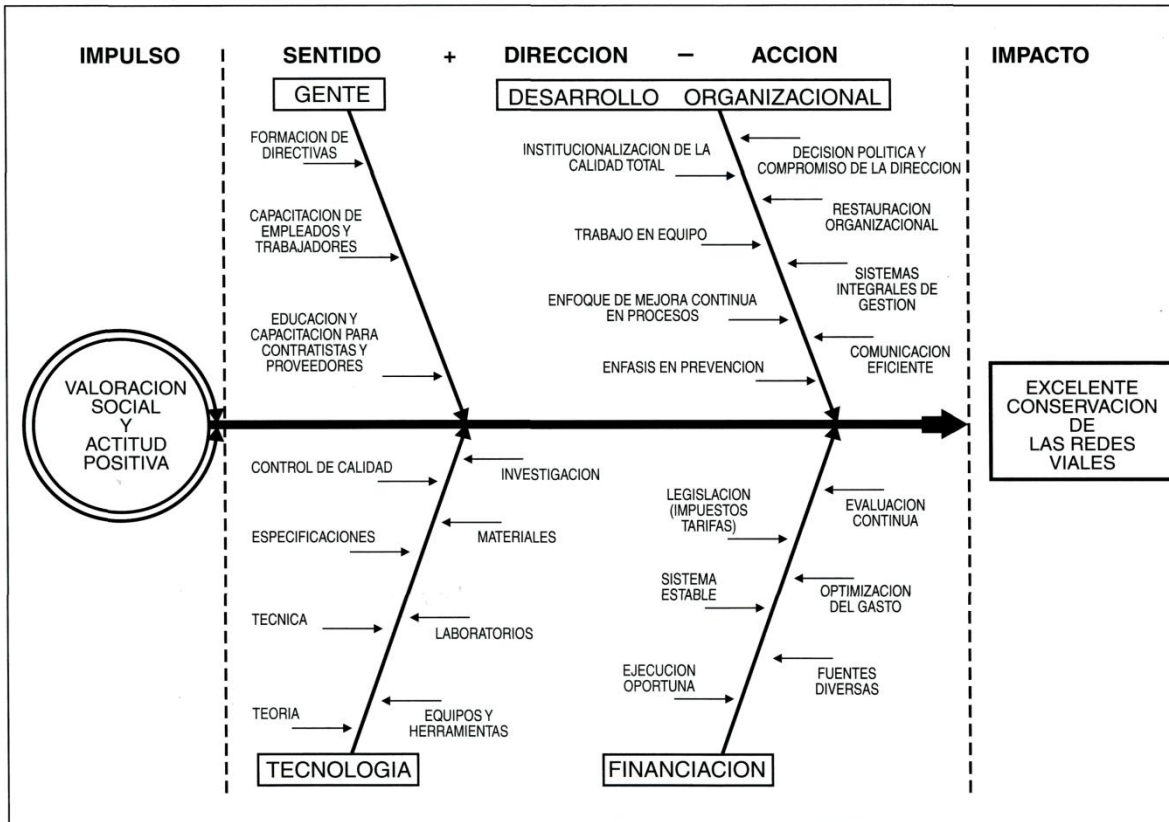 IMPULSO
SENTIDO + DIRECCION – ACCION
IMPACTO
GENTE
DESARROLLO ORGANIZACIONAL
FORMACION DE
DIRECTIVAS
CAPACITACION DE
EMPLEADOS Y
TRABAJADORES
EDUCACION Y
CAPACITACION PARA
CONTRATISTAS Y
PROVEEDORES
INSTITUCIONALIZACION DE LA
CALIDAD TOTAL
TRABAJO EN EQUIPO
ENFOQUE DE MEJORA CONTINUA
EN PROCESOS
ENFASIS EN PREVENCION
DECISION POLITICA Y
COMPROMISO DE LA DIRECCION
RESTAURACION
ORGANIZACIONAL
SISTEMAS
INTEGRALES DE
GESTION
COMUNICACION
EFICIENTE
VALORACION
SOCIAL
Y
ACTITUD
POSITIVA
EXCELENTE
CONSERVACION
DE
LAS REDES
VIALES
CONTROL DE CALIDAD
ESPECIFICACIONES
TECNICA
TEORIA
INVESTIGACION
MATERIALES
LABORATORIOS
EQUIPOS Y
HERRAMIENTAS
LEGISLACION
(IMPUESTOS
TARIFAS)
SISTEMA
ESTABLE
EJECUCION
OPORTUNA
EVALUACION
CONTINUA
OPTIMIZACION
DEL GASTO
FUENTES
DIVERSAS
TECNOLOGIA
FINANCIACION